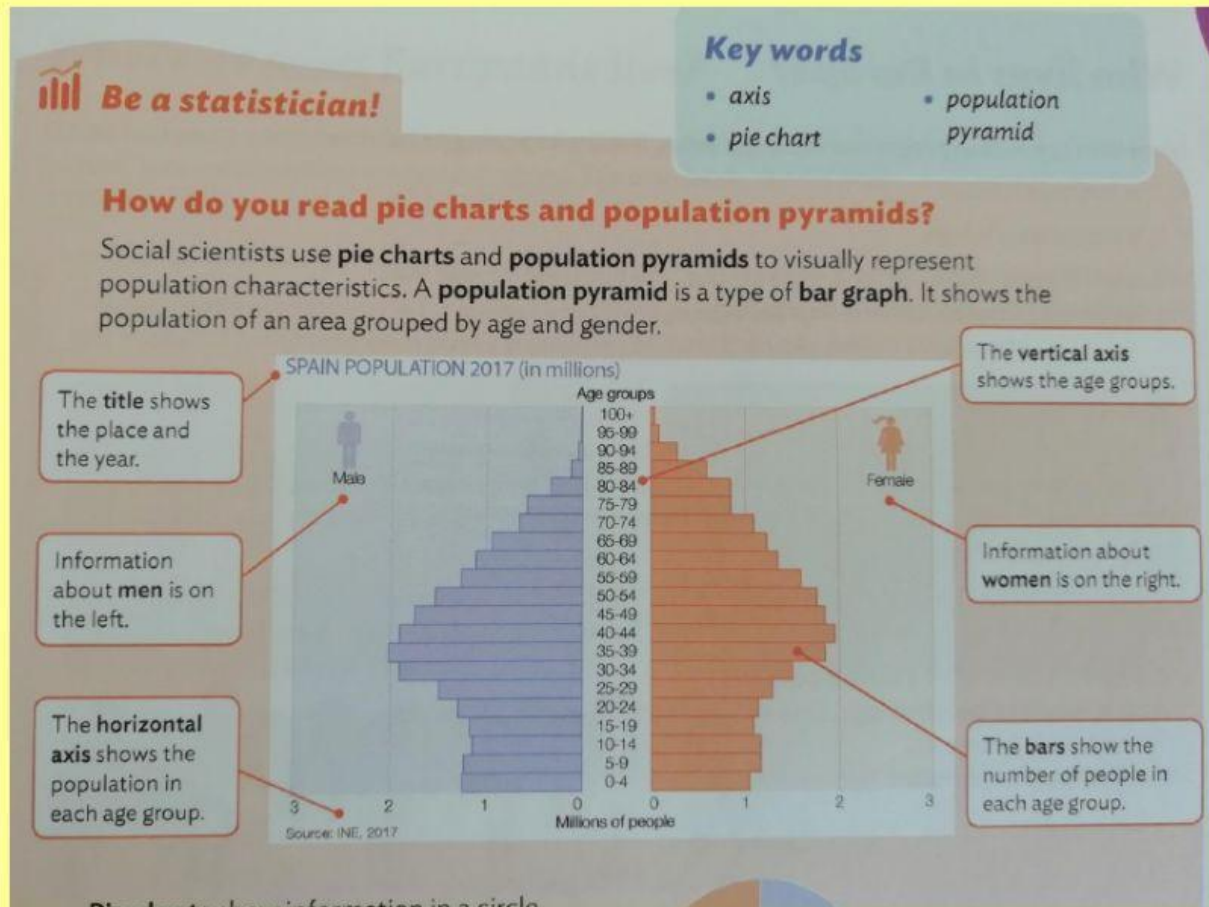 Key words
• axis
• pie chart
• population
pyramid
Be a statistician!
How do you read pie charts and population pyramids?
Social scientists use pie charts and population pyramids to visually represent
population characteristics. A population pyramid is a type of bar graph. It shows the
population of an area grouped by age and gender.
The title shows
the place and
the year.
Information
about men is on
the left.
The horizontal
axis shows the
population in
each age group.
SPAIN POPULATION 2017 (in millions)
Age groups
Male
Female
100+
95-99
90-94
85-89
80-84
75-79
70-74
65-69
60-64
55-59
50-54
45-49
40-44
35-39
30-34
25-29
20-24
15-19
10-14
5-9
0-4
3 2 1 0 0 1 2 3
Millions of people
Source: INE, 2017
The vertical axis
shows the age groups.
Information about
women is on the right.
The bars show the
number of people in
each age group.
show information in a circle